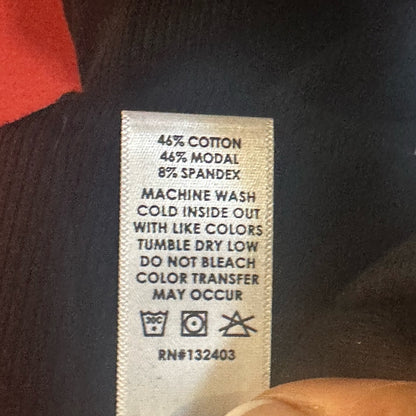 46% COTTON
46% MODAL
8% SPANDEX
MACHINE WASH
COLD INSIDE OUT
WITH LIKE COLORS
TUMBLE DRY LOW
DO NOT BLEACH
COLOR TRANSFER
MAY OCCUR
30C
RN#132403